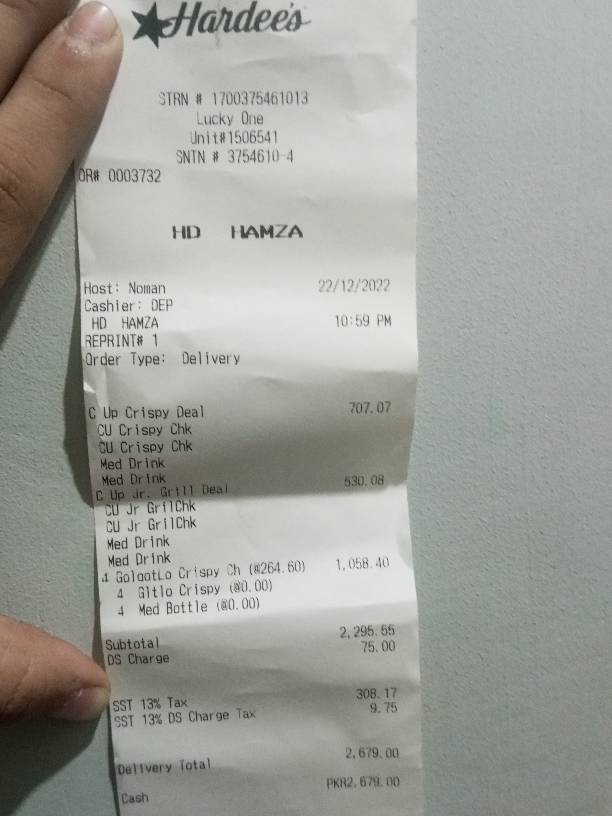 Hardee's
STRN # 1700375461013
Lucky One
Unit#1506541
SNTN # 3754610-4
OR# 0003732
HD HAMZA
Host: Noman 22/12/2022
Cashier: DEP
HD HAMZA 10:59 PM
REPRINT# 1
Order Type: Delivery
C Up Crispy Deal 707.07
CU Crispy Chk
CU Crispy Chk
Med Drink
Med Drink
C Up Jr. Grill Deal 530.08
CU Jr GrilChk
CU Jr GrilChk
Med Drink
Med Drink
4 GolootLo Crispy Ch (@264.60) 1,058.40
4 Gltlo Crispy (@0.00)
4 Med Bottle (@0.00)
Subtotal 2,295.55
DS Charge 75.00
SST 13% Tax 308.17
SST 13% DS Charge Tax 9.75
Delivery Total 2,679.00
Cash PKR2,679.00